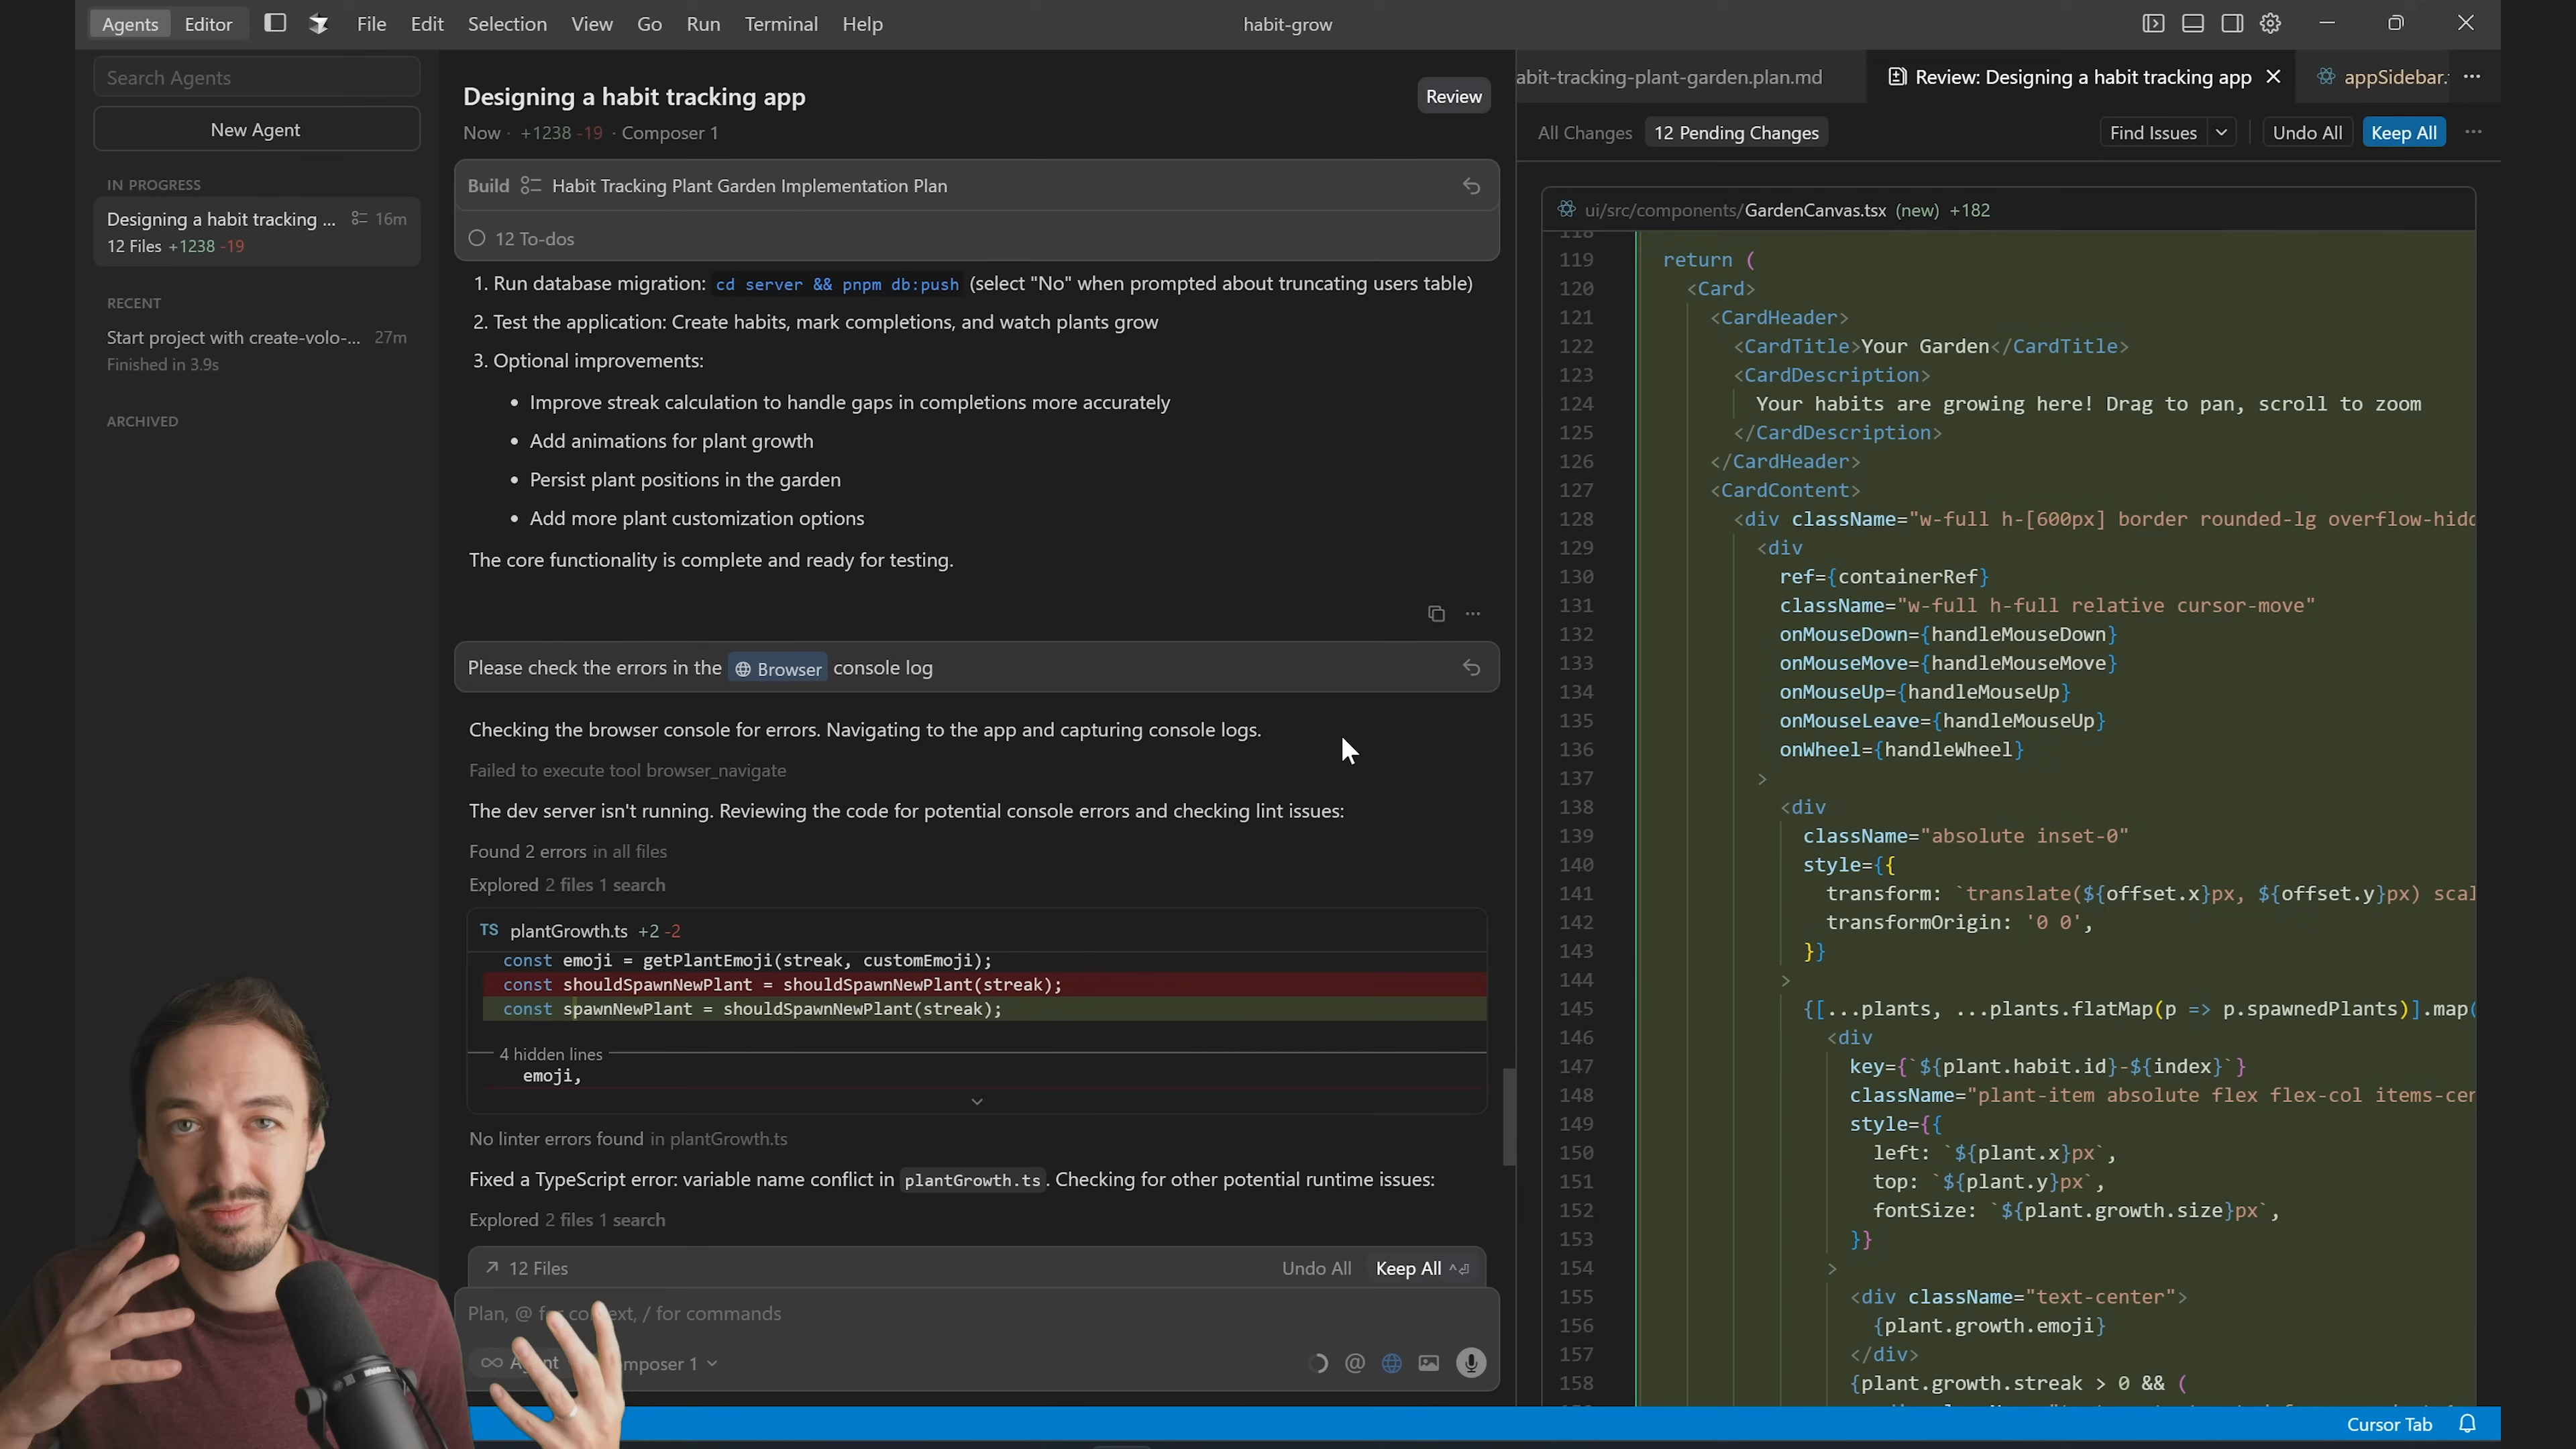 Agents Editor File Edit Selection View Go Run Terminal Help
habit-grow
Search Agents
New Agent
IN PROGRESS
Designing a habit tracking ... 16m
12 Files +1238 -19
RECENT
Start project with create-volo-... 27m
Finished in 3.9s
ARCHIVED
Designing a habit tracking app
Review
Now · +1238 -19 · Composer 1
Build Habit Tracking Plant Garden Implementation Plan
12 To-dos
1. Run database migration: cd server && pnpm db:push (select "No" when prompted about truncating users table)
2. Test the application: Create habits, mark completions, and watch plants grow
3. Optional improvements:
• Improve streak calculation to handle gaps in completions more accurately
• Add animations for plant growth
• Persist plant positions in the garden
• Add more plant customization options
The core functionality is complete and ready for testing.
Please check the errors in the Browser console log
Checking the browser console for errors. Navigating to the app and capturing console logs.
Failed to execute tool browser_navigate
The dev server isn't running. Reviewing the code for potential console errors and checking lint issues:
Found 2 errors in all files
Explored 2 files 1 search
TS plantGrowth.ts +2 -2
const emoji = getPlantEmoji(streak, customEmoji);
const shouldSpawnNewPlant = shouldSpawnNewPlant(streak);
const spawnNewPlant = shouldSpawnNewPlant(streak);
4 hidden lines
emoji,
No linter errors found in plantGrowth.ts
Fixed a TypeScript error: variable name conflict in plantGrowth.ts. Checking for other potential runtime issues:
Explored 2 files 1 search
12 Files Undo All Keep All
Plan, @ for context, / for commands
abit-tracking-plant-garden.plan.md
Review: Designing a habit tracking app
appSidebar.
All Changes 12 Pending Changes Find Issues Undo All Keep All
ui/src/components/GardenCanvas.tsx (new) +182
118
119 return (
120 <Card>
121 <CardHeader>
122 <CardTitle>Your Garden</CardTitle>
123 <CardDescription>
124 Your habits are growing here! Drag to pan, scroll to zoom
125 </CardDescription>
126 </CardHeader>
127 <CardContent>
128 <div className="w-full h-[600px] border rounded-lg overflow-hidd
129 <div
130 ref={containerRef}
131 className="w-full h-full relative cursor-move"
132 onMouseDown={handleMouseDown}
133 onMouseMove={handleMouseMove}
134 onMouseUp={handleMouseUp}
135 onMouseLeave={handleMouseUp}
136 onWheel={handleWheel}
137 >
138 <div
139 className="absolute inset-0"
140 style={{
141 transform: `translate(${offset.x}px, ${offset.y}px) scal
142 transformOrigin: '0 0',
143 }}
144 >
145 {[...plants, ...plants.flatMap(p => p.spawnedPlants)].map(
146 <div
147 key={`${plant.habit.id}-${index}`}
148 className="plant-item absolute flex flex-col items-cen
149 style={{
150 left: `${plant.x}px`,
151 top: `${plant.y}px`,
152 fontSize: `${plant.growth.size}px`,
153 }}
154 >
155 <div className="text-center">
156 {plant.growth.emoji}
157 </div>
158 {plant.growth.streak > 0 && (
Cursor Tab